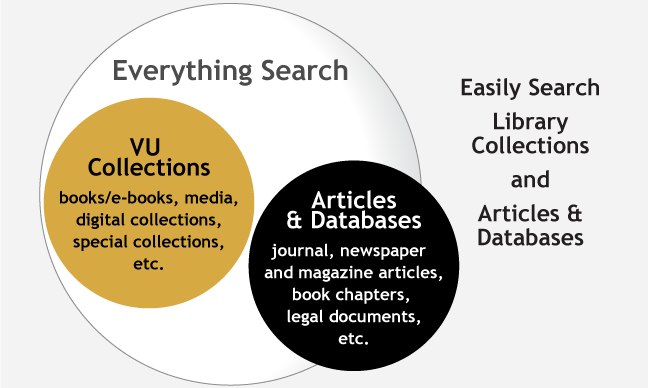 Everything Search
VU
Collections
books/e-books, media,
digital collections,
special collections,
etc.
Articles
& Databases
journal, newspaper
and magazine articles,
book chapters,
legal documents,
etc.
Easily Search
Library
Collections
and
Articles &
Databases